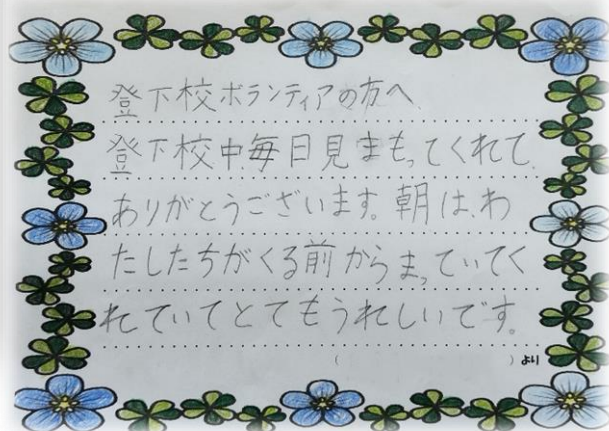 登下校ボランティアの方へ
登下校中、毎日見まもってくれて、
ありがとうございます。朝は、わ
たしたちがくる前からまっていてく
れていてとてもうれしいです。
(　　　　　　　) より